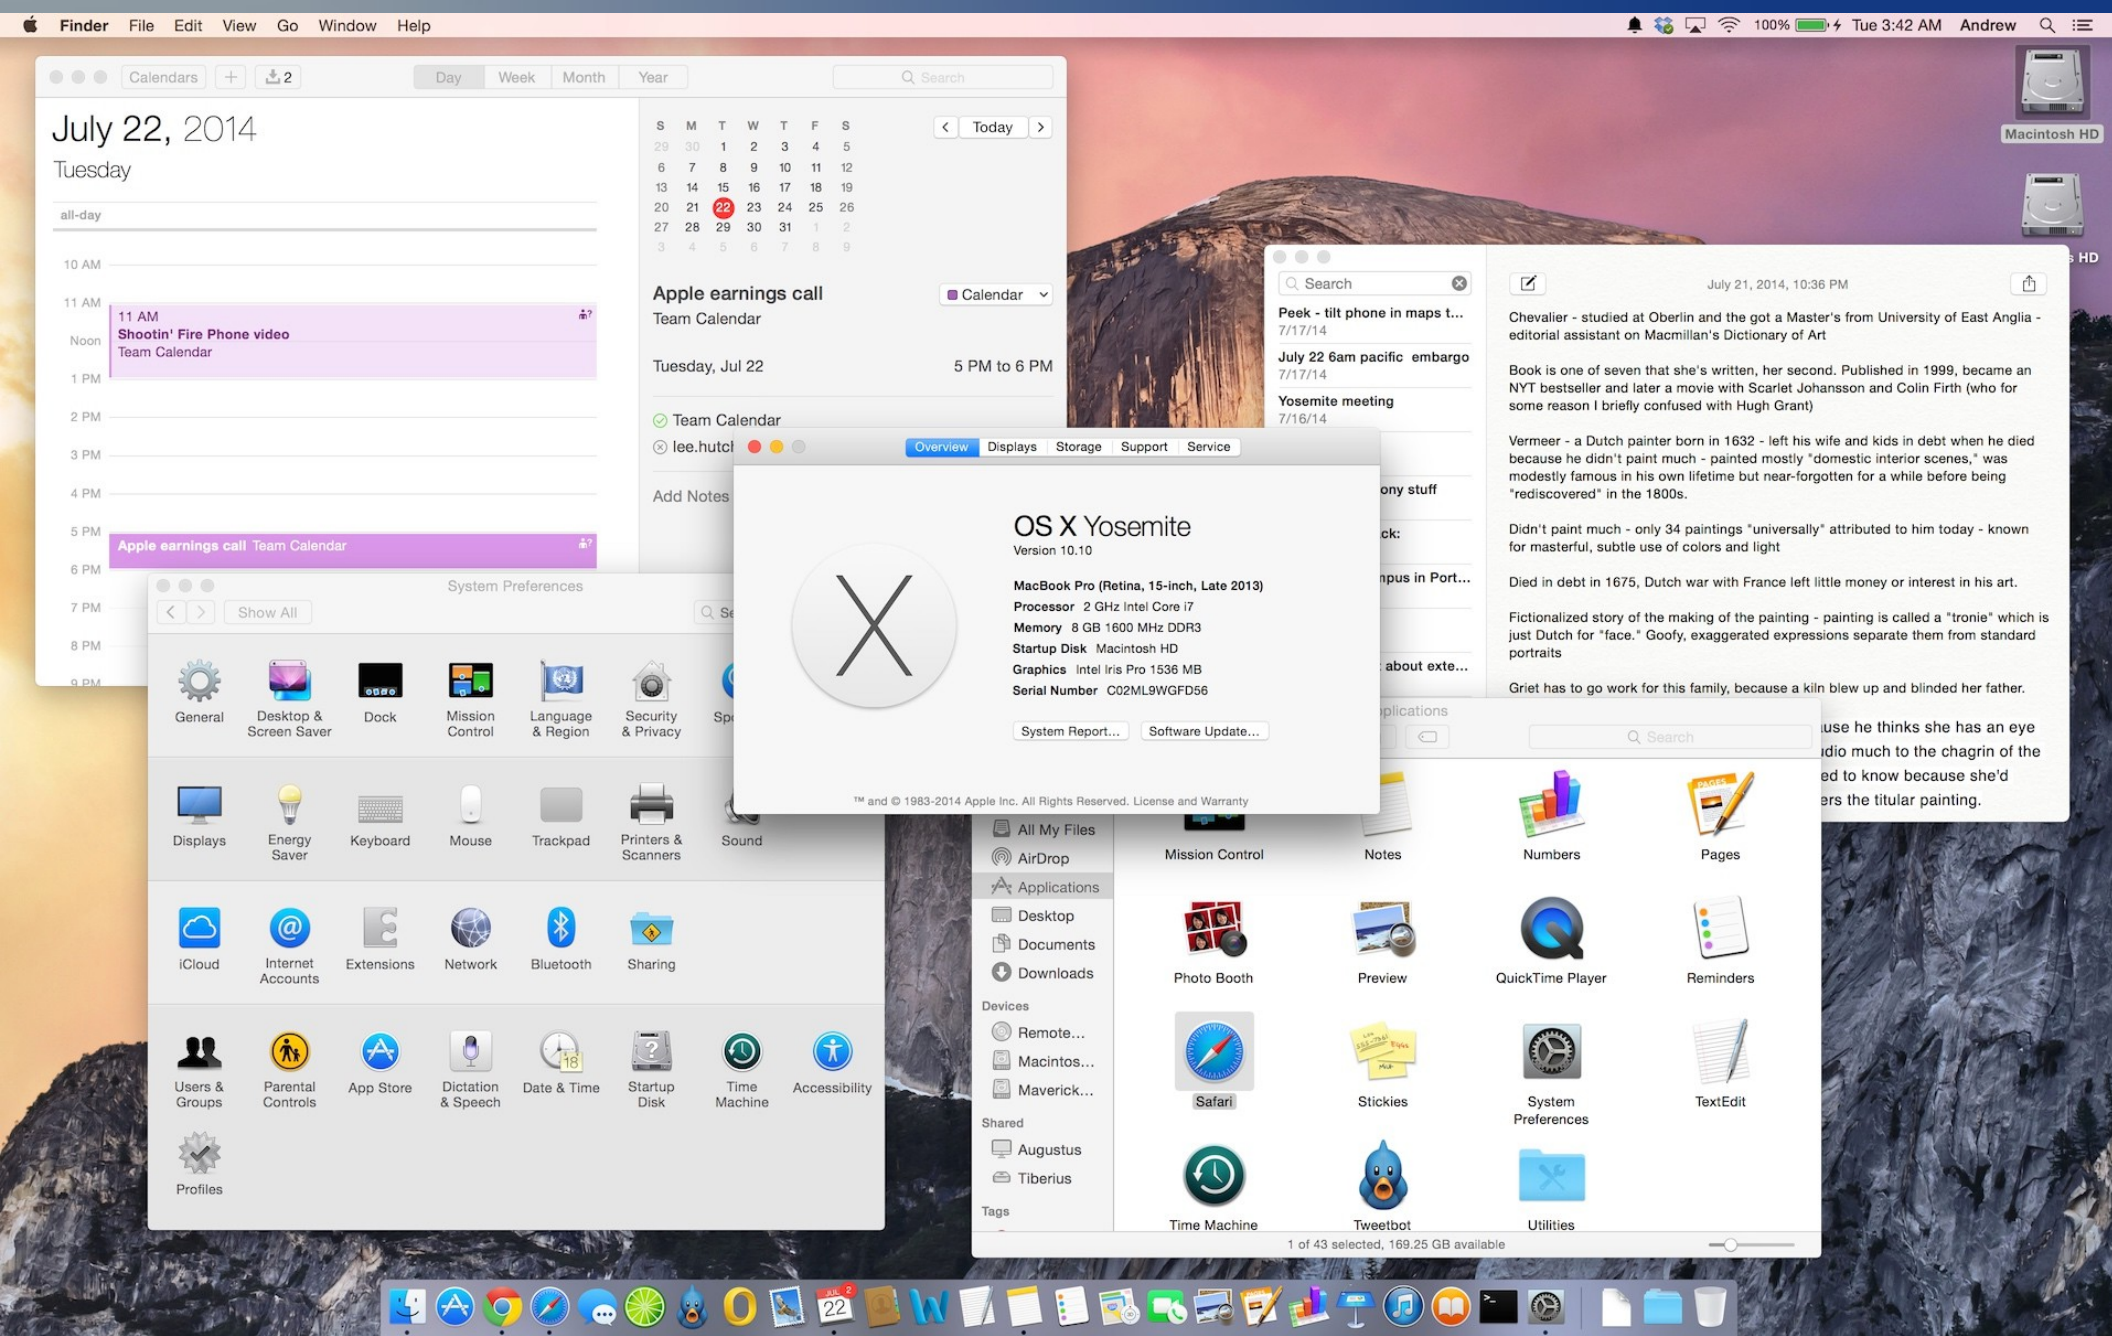 Finder File Edit View Go Window Help
100% Tue 3:42 AM Andrew
Macintosh HD
HD
Calendars + 2 Day Week Month Year Search
July 22, 2014
Tuesday
all-day
10 AM
11 AM
11 AM
Shootin' Fire Phone video
Team Calendar
Noon
1 PM
2 PM
3 PM
4 PM
5 PM
Apple earnings call Team Calendar
6 PM
7 PM
8 PM
9 PM
S M T W T F S
29 30 1 2 3 4 5
6 7 8 9 10 11 12
13 14 15 16 17 18 19
20 21 22 23 24 25 26
27 28 29 30 31 1 2
3 4 5 6 7 8 9
Today
Apple earnings call
Calendar
Team Calendar
Tuesday, Jul 22 5 PM to 6 PM
Team Calendar
lee.hutch
Add Notes
Search
Peek - tilt phone in maps t...
7/17/14
July 22 6am pacific embargo
7/17/14
Yosemite meeting
7/16/14
ony stuff
ck:
npus in Port...
about exte...
July 21, 2014, 10:36 PM
Chevalier - studied at Oberlin and the got a Master's from University of East Anglia -
editorial assistant on Macmillan's Dictionary of Art
Book is one of seven that she's written, her second. Published in 1999, became an
NYT bestseller and later a movie with Scarlet Johansson and Colin Firth (who for
some reason I briefly confused with Hugh Grant)
Vermeer - a Dutch painter born in 1632 - left his wife and kids in debt when he died
because he didn't paint much - painted mostly "domestic interior scenes," was
modestly famous in his own lifetime but near-forgotten for a while before being
"rediscovered" in the 1800s.
Didn't paint much - only 34 paintings "universally" attributed to him today - known
for masterful, subtle use of colors and light
Died in debt in 1675, Dutch war with France left little money or interest in his art.
Fictionalized story of the making of the painting - painting is called a "tronie" which is
just Dutch for "face." Goofy, exaggerated expressions separate them from standard
portraits
Griet has to go work for this family, because a kiln blew up and blinded her father.
use he thinks she has an eye
dio much to the chagrin of the
ed to know because she'd
ers the titular painting.
Overview Displays Storage Support Service
OS X Yosemite
Version 10.10
MacBook Pro (Retina, 15-inch, Late 2013)
Processor 2 GHz Intel Core i7
Memory 8 GB 1600 MHz DDR3
Startup Disk Macintosh HD
Graphics Intel Iris Pro 1536 MB
Serial Number C02ML9WGFD56
System Report... Software Update...
™ and © 1983-2014 Apple Inc. All Rights Reserved. License and Warranty
System Preferences
Show All Se
General
Desktop &
Screen Saver
Dock
Mission
Control
Language
& Region
Security
& Privacy
Spo
Displays
Energy
Saver
Keyboard
Mouse
Trackpad
Printers &
Scanners
Sound
iCloud
Internet
Accounts
Extensions
Network
Bluetooth
Sharing
Users &
Groups
Parental
Controls
App Store
Dictation
& Speech
18
Date & Time
Startup
Disk
Time
Machine
Accessibility
Profiles
plications
Search
All My Files
AirDrop
Applications
Desktop
Documents
Downloads
Devices
Remote...
Macintos...
Maverick...
Shared
Augustus
Tiberius
Tags
Mission Control
Notes
Numbers
PAGES
Pages
Photo Booth
Preview
QuickTime Player
Reminders
Safari
Stickies
System
Preferences
TextEdit
Time Machine
Tweetbot
Utilities
1 of 43 selected, 169.25 GB available
JUL 2
22